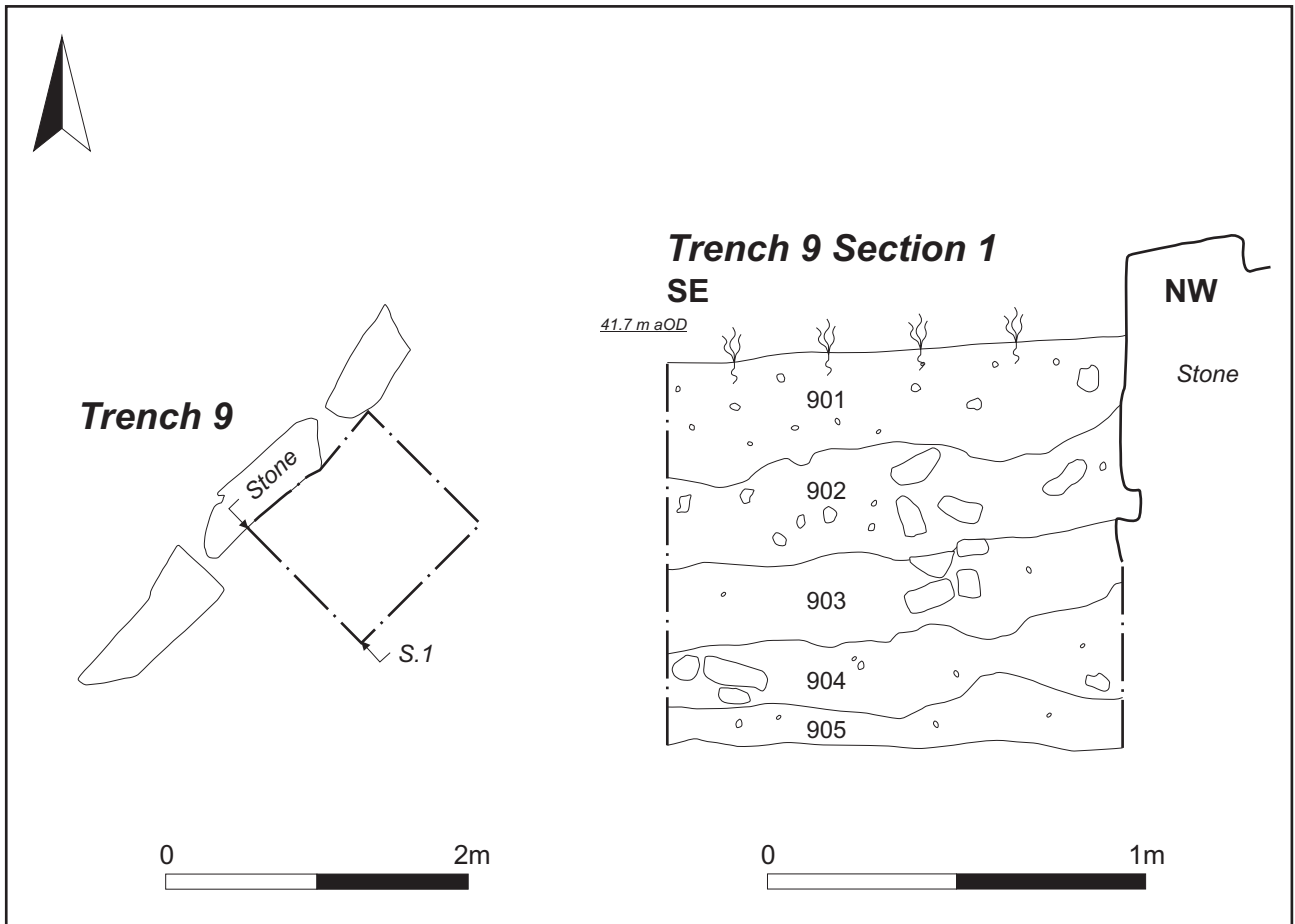 Trench 9
Stone
S.1
0 2m
Trench 9 Section 1
SE NW
41.7 m aOD
Stone
901
902
903
904
905
0 1m